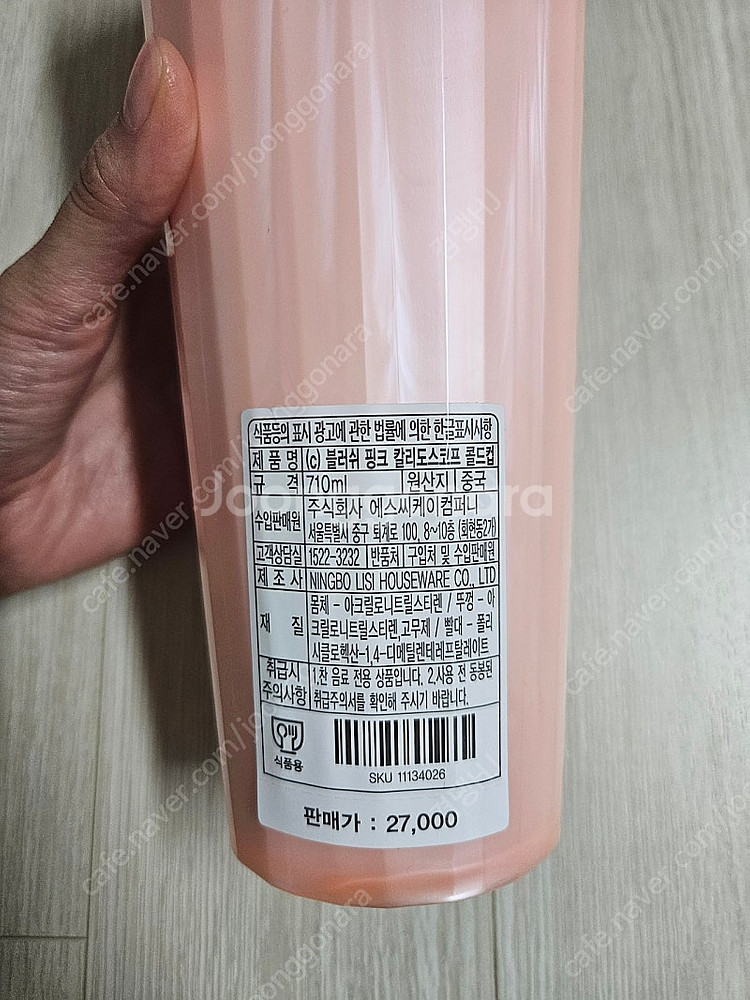 식품등의 표시 광고에 관한 법률에 의한 한글표시사항
제 품 명 (c) 블러쉬 핑크 칼리도스코프 콜드컵
규 격 710ml 원산지 중국
수입판매원 주식회사 에스씨케이컴퍼니
서울특별시 중구 퇴계로 100, 8~10층 (회현동2가)
고객상담실 1522-3232 반품처 구입처 및 수입판매원
제 조 사 NINGBO LISI HOUSEWARE CO., LTD
재 질 몸체 - 아크릴로니트릴스티렌 / 뚜껑 - 아
크릴로니트릴스티렌,고무제 / 빨대 - 폴리
시클로헥산-1,4-디메틸렌테레프탈레이트
취급시 주의사항 1.찬 음료 전용 상품입니다. 2.사용 전 동봉된
취급주의서를 확인해 주시기 바랍니다.
식품용
SKU 11134026
판매가 : 27,000
Joonggonara
cafe.naver.com/joonggonara